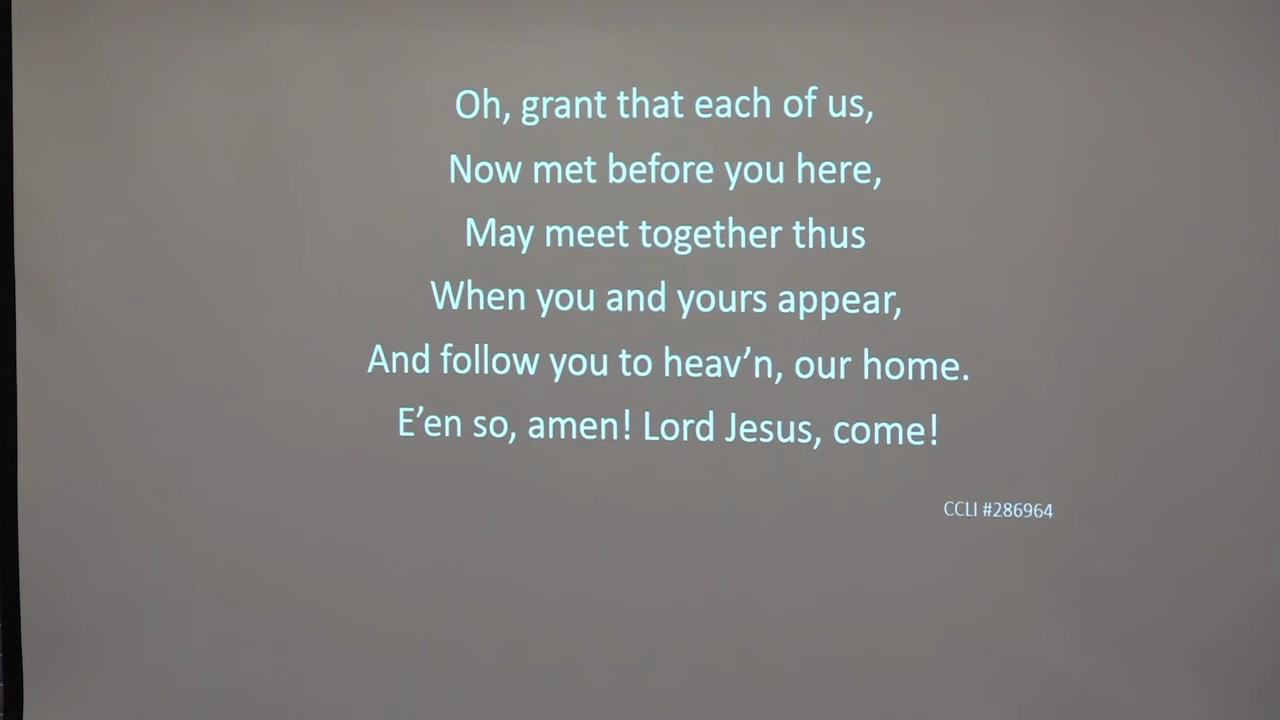 Oh, grant that each of us,
Now met before you here,
May meet together thus
When you and yours appear,
And follow you to heav’n, our home.
E’en so, amen! Lord Jesus, come!
CCLI #286964